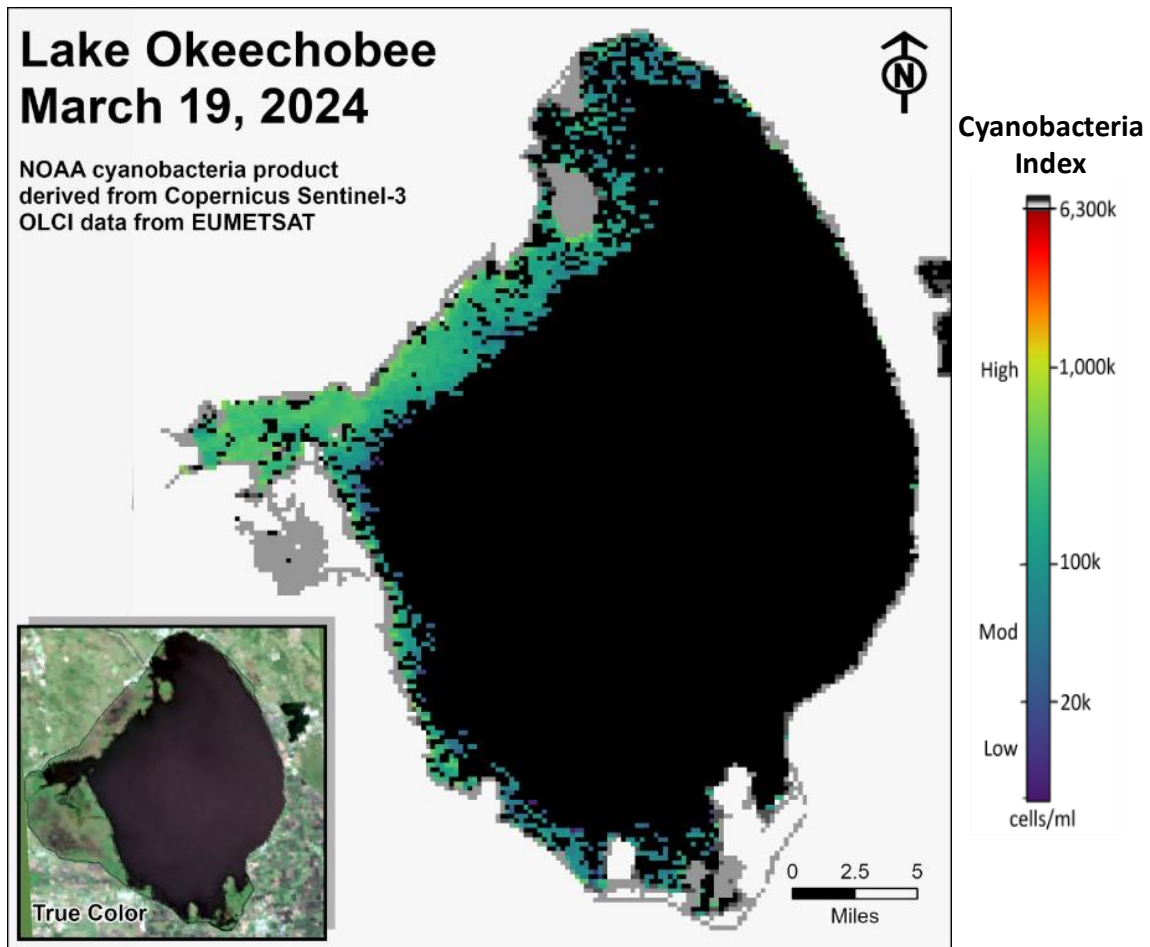 Lake Okeechobee
March 19, 2024
NOAA cyanobacteria product
derived from Copernicus Sentinel-3
OLCI data from EUMETSAT
N
Cyanobacteria
Index
6,300k
High
1,000k
100k
Mod
20k
Low
cells/ml
True Color
0 2.5 5
Miles